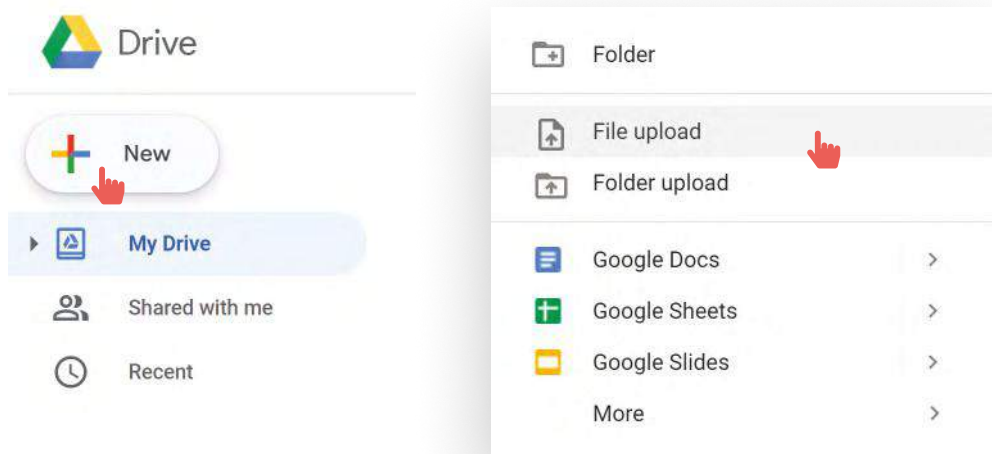 Drive
New
My Drive
Shared with me
Recent
Folder
File upload
Folder upload
Google Docs
Google Sheets
Google Slides
More